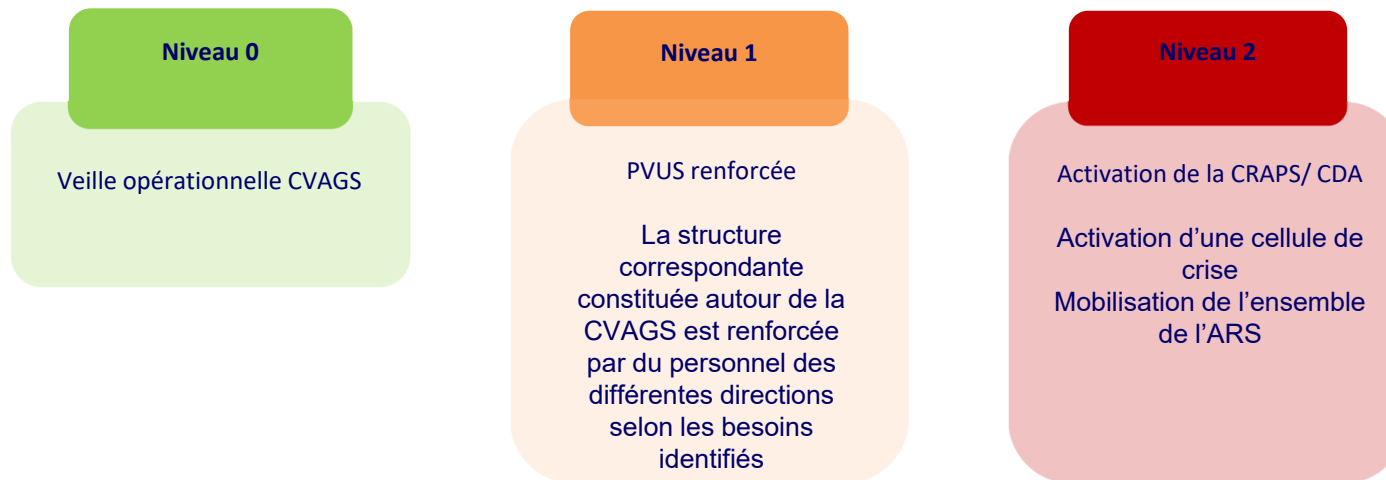 Niveau 0
Veille opérationnelle CVAGS
Niveau 1
PVUS renforcée
La structure
correspondante
constituée autour de la
CVAGS est renforcée
par du personnel des
différentes directions
selon les besoins
identifiés
Niveau 2
Activation de la CRAPS/ CDA
Activation d’une cellule de
crise
Mobilisation de l’ensemble
de l’ARS